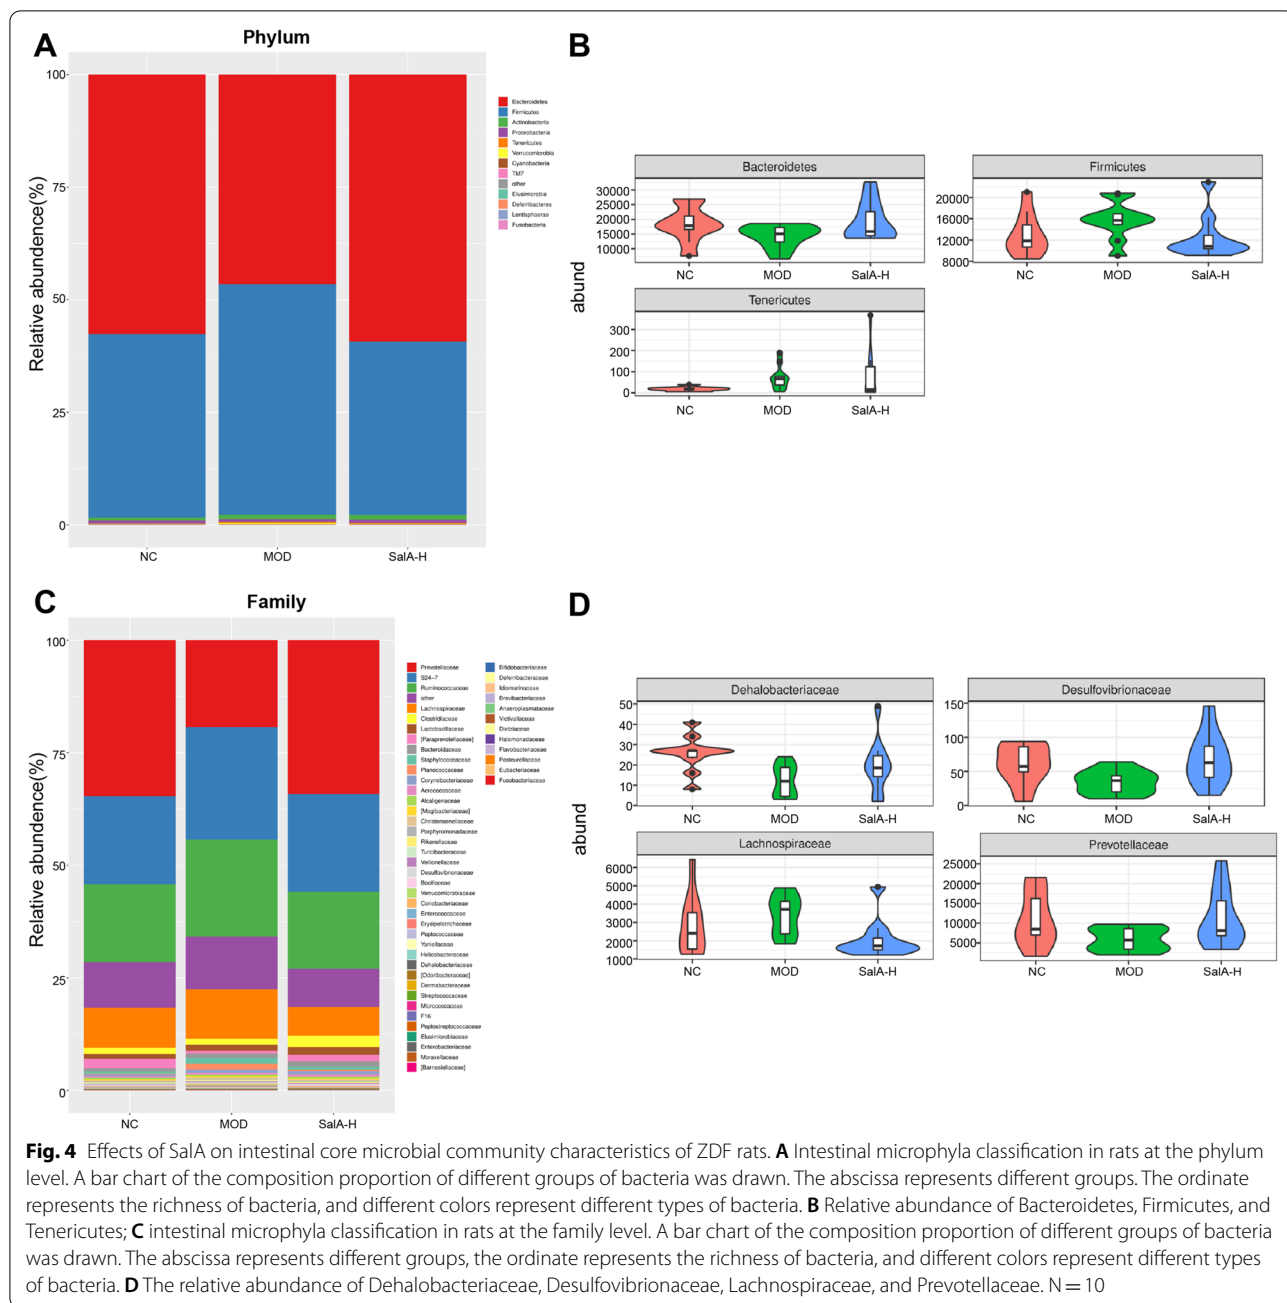 A
Phylum
Relative abundance(%)
100
75
50
25
0
NC
MOD
SalA-H
Bacteroidetes
Firmicutes
Actinobacteria
Proteobacteria
Tenericutes
Verrucomicrobia
Cyanobacteria
TM7
other
Elusimicrobia
Deferribacteres
Lentisphaerae
Fusobacteria
B
abund
Bacteroidetes
30000
25000
20000
15000
10000
NC
MOD
SalA-H
Firmicutes
20000
16000
12000
8000
NC
MOD
SalA-H
Tenericutes
300
200
100
0
NC
MOD
SalA-H
C
Family
Relative abundance(%)
100
75
50
25
0
NC
MOD
SalA-H
Prevotellaceae
S24-7
Ruminococcaceae
other
Lachnospiraceae
Clostridiaceae
Lactobacillaceae
[Paraprevotellaceae]
Bacteroidaceae
Staphylococcaceae
Planococcaceae
Corynebacteriaceae
Aerococcaceae
Alcaligenaceae
[Mogibacteriaceae]
Christensenellaceae
Porphyromonadaceae
Rikenellaceae
Turicibacteraceae
Veillonellaceae
Desulfovibrionaceae
Bacillaceae
Verrucomicrobiaceae
Coriobacteriaceae
Enterococcaceae
Erysipelotrichaceae
Peptococcaceae
Yaniellaceae
Helicobacteraceae
Dehalobacteriaceae
[Odoribacteraceae]
Dermabacteraceae
Streptococcaceae
Micrococcaceae
F16
Peptostreptococcaceae
Elusimicrobiaceae
Enterobacteriaceae
Moraxellaceae
[Barnesiellaceae]
Bifidobacteriaceae
Deferribacteraceae
Idiomarinaceae
Brevibacteriaceae
Anaeroplasmataceae
Victivallaceae
Dietziaceae
Halomonadaceae
Flavobacteriaceae
Pasteurellaceae
Eubacteriaceae
Fusobacteriaceae
D
abund
Dehalobacteriaceae
50
40
30
20
10
0
NC
MOD
SalA-H
Desulfovibrionaceae
150
100
50
0
NC
MOD
SalA-H
Lachnospiraceae
6000
5000
4000
3000
2000
1000
NC
MOD
SalA-H
Prevotellaceae
25000
20000
15000
10000
5000
NC
MOD
SalA-H
Fig. 4 Effects of SalA on intestinal core microbial community characteristics of ZDF rats. A Intestinal microphyla classification in rats at the phylum
level. A bar chart of the composition proportion of different groups of bacteria was drawn. The abscissa represents different groups. The ordinate
represents the richness of bacteria, and different colors represent different types of bacteria. B Relative abundance of Bacteroidetes, Firmicutes, and
Tenericutes; C intestinal microphyla classification in rats at the family level. A bar chart of the composition proportion of different groups of bacteria
was drawn. The abscissa represents different groups, the ordinate represents the richness of bacteria, and different colors represent different types
of bacteria. D The relative abundance of Dehalobacteriaceae, Desulfovibrionaceae, Lachnospiraceae, and Prevotellaceae. N = 10